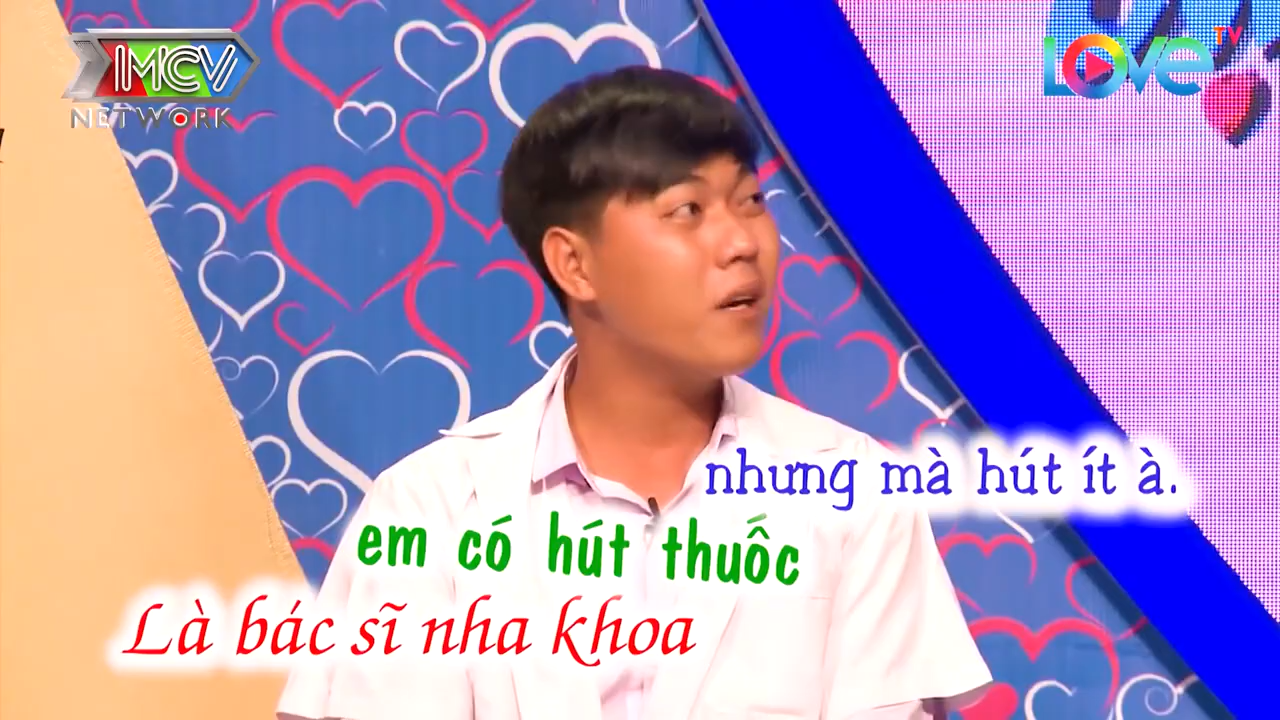 MCV
NETWORK
LOVE TV
nhưng mà hút ít à.
em có hút thuốc
Là bác sĩ nha khoa